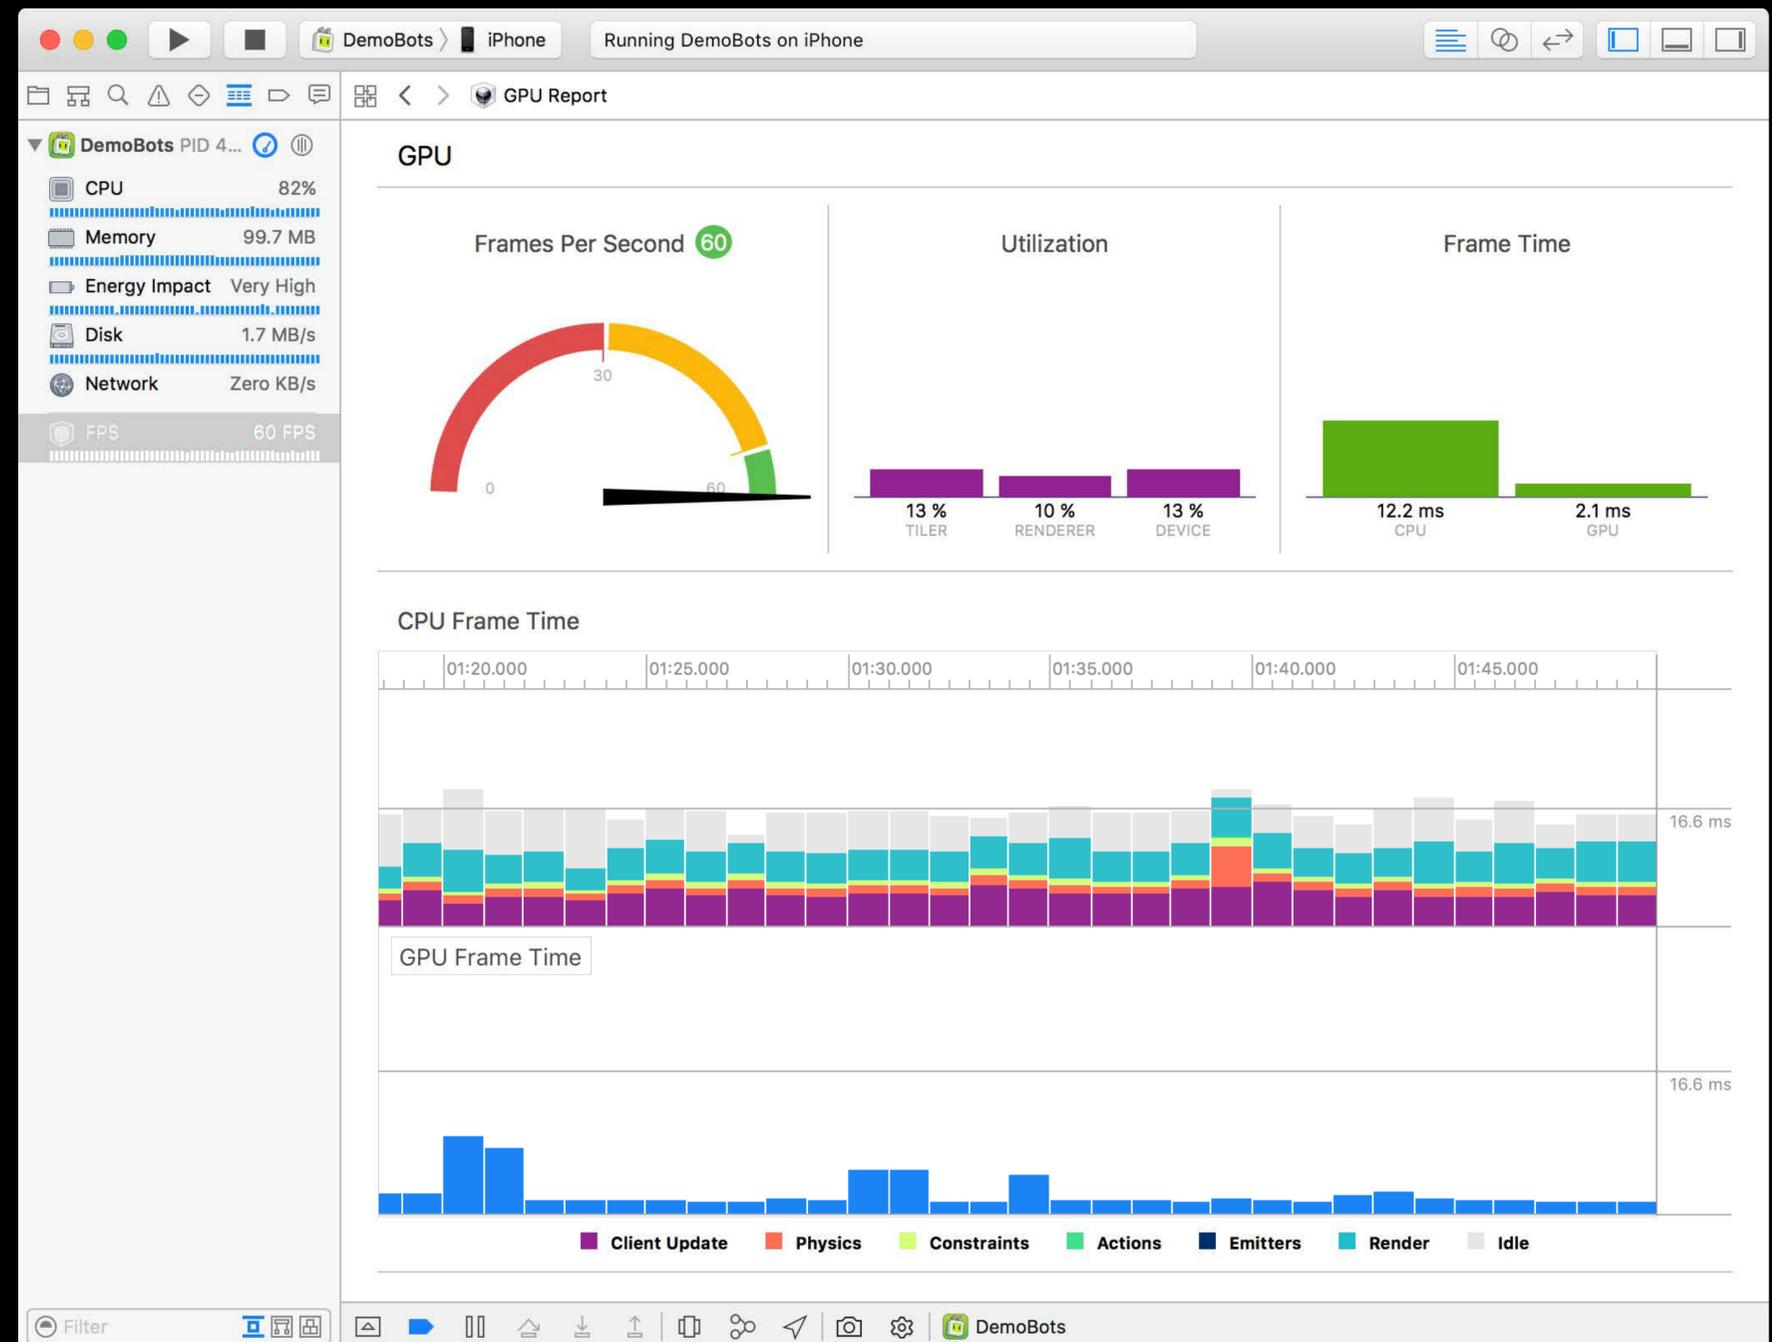 DemoBots 〉 iPhone
Running DemoBots on iPhone
GPU Report
DemoBots PID 4...
CPU 82%
Memory 99.7 MB
Energy Impact Very High
Disk 1.7 MB/s
Network Zero KB/s
FPS 60 FPS
Filter
GPU
Frames Per Second 60
30
0
60
Utilization
13 %
TILER
10 %
RENDERER
13 %
DEVICE
Frame Time
12.2 ms
CPU
2.1 ms
GPU
CPU Frame Time
01:20.000 01:25.000 01:30.000 01:35.000 01:40.000 01:45.000
16.6 ms
GPU Frame Time
16.6 ms
Client Update Physics Constraints Actions Emitters Render Idle
DemoBots